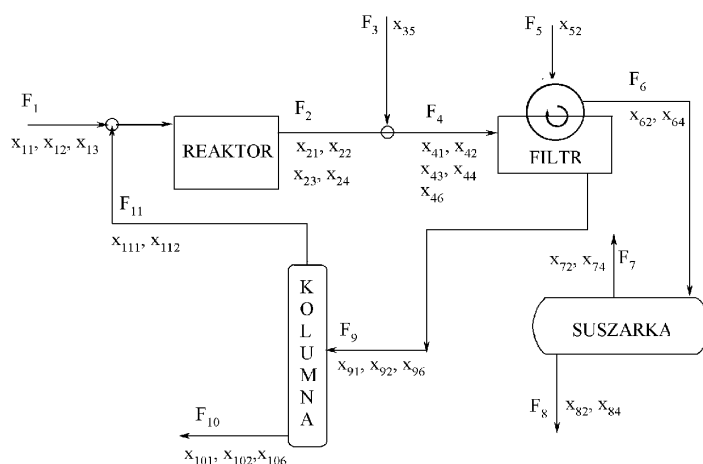 F₃
x₃₅
F₅
x₅₂
F₁
x₁₁, x₁₂, x₁₃
REAKTOR
F₂
x₂₁, x₂₂
x₂₃, x₂₄
F₄
x₄₁, x₄₂
x₄₃, x₄₄
x₄₆
FILTR
F₆
x₆₂, x₆₄
F₁₁
x₁₁₁, x₁₁₂
KOLUMNA
F₉
x₉₁, x₉₂, x₉₆
x₇₂, x₇₄
F₇
SUSZARKA
F₈
x₈₂, x₈₄
F₁₀
x₁₀₁, x₁₀₂,x₁₀₆